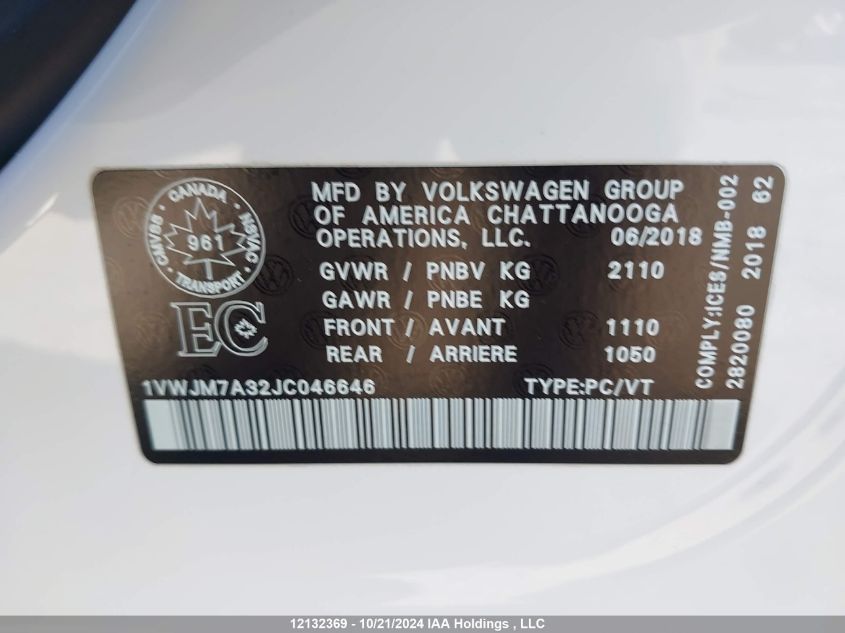 CANADA
CMVSS
NSVAC
961
TRANSPORT
EC
MFD BY VOLKSWAGEN GROUP
OF AMERICA CHATTANOOGA
OPERATIONS, LLC. 06/2018
GVWR / PNBV KG 2110
GAWR / PNBE KG
FRONT / AVANT 1110
REAR / ARRIERE 1050
1VWJM7A32JC046646 TYPE:PC/VT
COMPLY:ICES/NMB-002
2820080 2018 62
12132369 - 10/21/2024 IAA Holdings , LLC